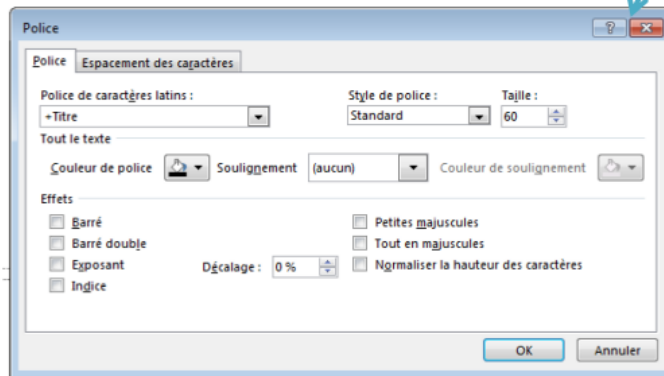 Police
?
Police Espacement des caractères
Police de caractères latins : Style de police : Taille :
+Titre Standard 60
Tout le texte
Couleur de police Soulignement (aucun) Couleur de soulignement
Effets
Barré Petites majuscules
Barré double Tout en majuscules
Exposant Décalage : 0 % Normaliser la hauteur des caractères
Indice
OK Annuler